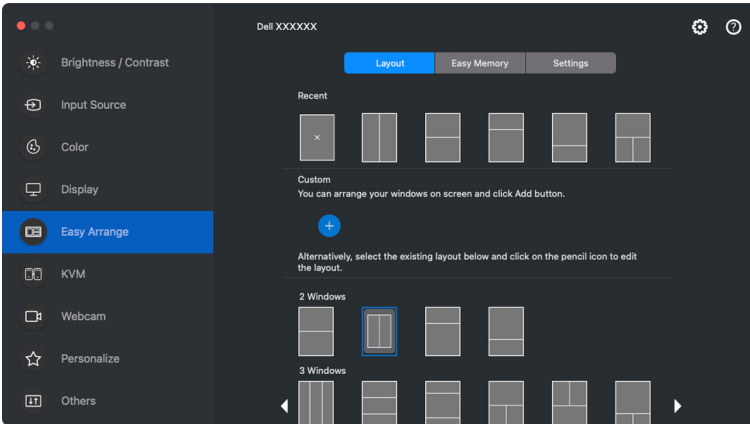 Dell XXXXXX
Brightness / Contrast
Input Source
Color
Display
Easy Arrange
KVM
Webcam
Personalize
Others
Layout
Easy Memory
Settings
Recent
Custom
You can arrange your windows on screen and click Add button.
Alternatively, select the existing layout below and click on the pencil icon to edit
the layout.
2 Windows
3 Windows